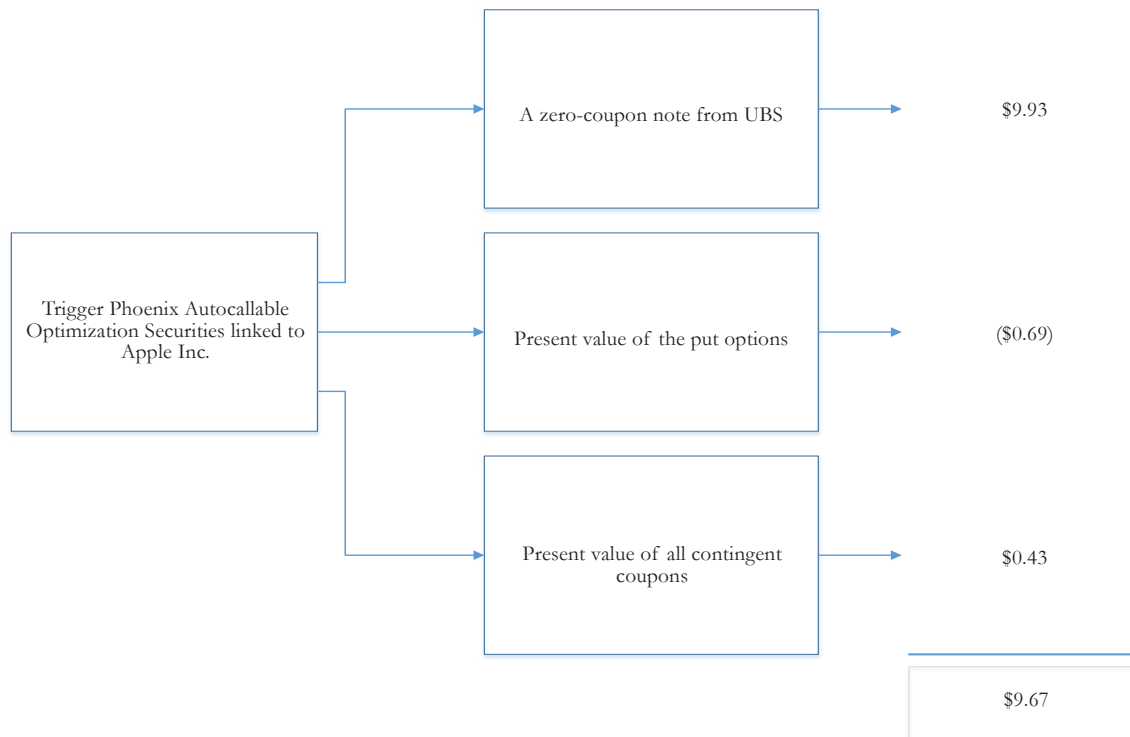 A zero-coupon note from UBS
$9.93
Trigger Phoenix Autocallable
Optimization Securities linked to
Apple Inc.
Present value of the put options
($0.69)
Present value of all contingent
coupons
$0.43
$9.67